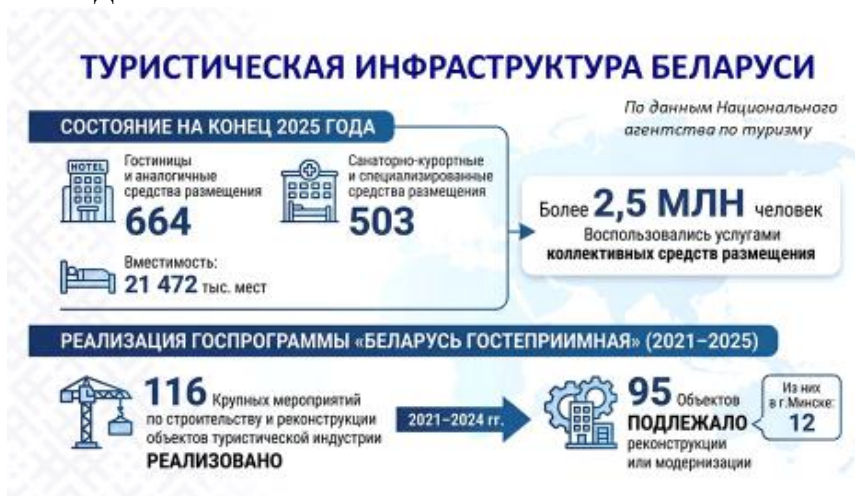 ТУРИСТИЧЕСКАЯ ИНФРАСТРУКТУРА БЕЛАРУСИ
По данным Национального
агентства по туризму
СОСТОЯНИЕ НА КОНЕЦ 2025 ГОДА
HOTEL
Гостиницы
и аналогичные
средства размещения
664
Санаторно-курортные
и специализированные
средства размещения
503
Вместимость:
21 472 тыс. мест
Более 2,5 МЛН человек
Воспользовались услугами
коллективных средств размещения
РЕАЛИЗАЦИЯ ГОСПРОГРАММЫ «БЕЛАРУСЬ ГОСТЕПРИИМНАЯ» (2021–2025)
116 Крупных мероприятий
по строительству и реконструкции
объектов туристической индустрии
РЕАЛИЗОВАНО
2021–2024 гг.
95 Объектов
ПОДЛЕЖАЛО
реконструкции
или модернизации
Из них
в г.Минске:
12